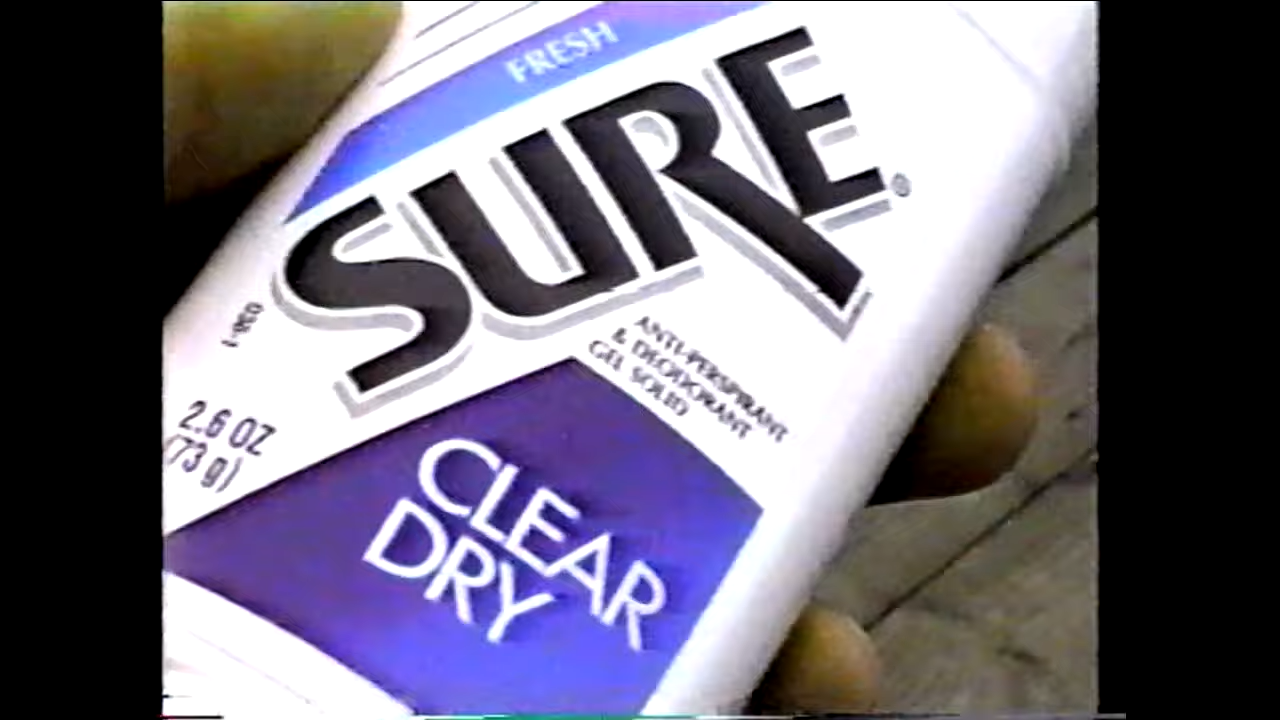 FRESH
SURE®
ANTI-PERSPIRANT
& DEODORANT
GEL SOLID
2.6 OZ
(73 g)
CLEAR
DRY